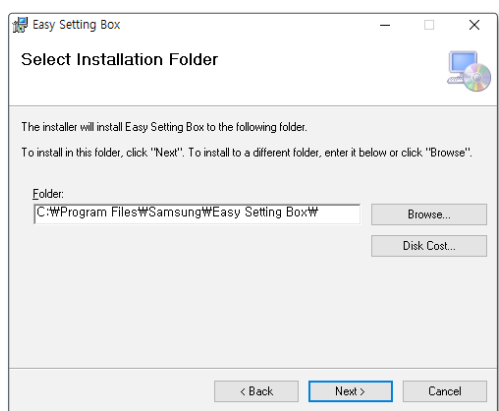 Easy Setting Box
Select Installation Folder
The installer will install Easy Setting Box to the following folder.
To install in this folder, click "Next". To install to a different folder, enter it below or click "Browse".
Folder:
C:₩Program Files₩Samsung₩Easy Setting Box₩
Browse...
Disk Cost...
< Back
Next >
Cancel